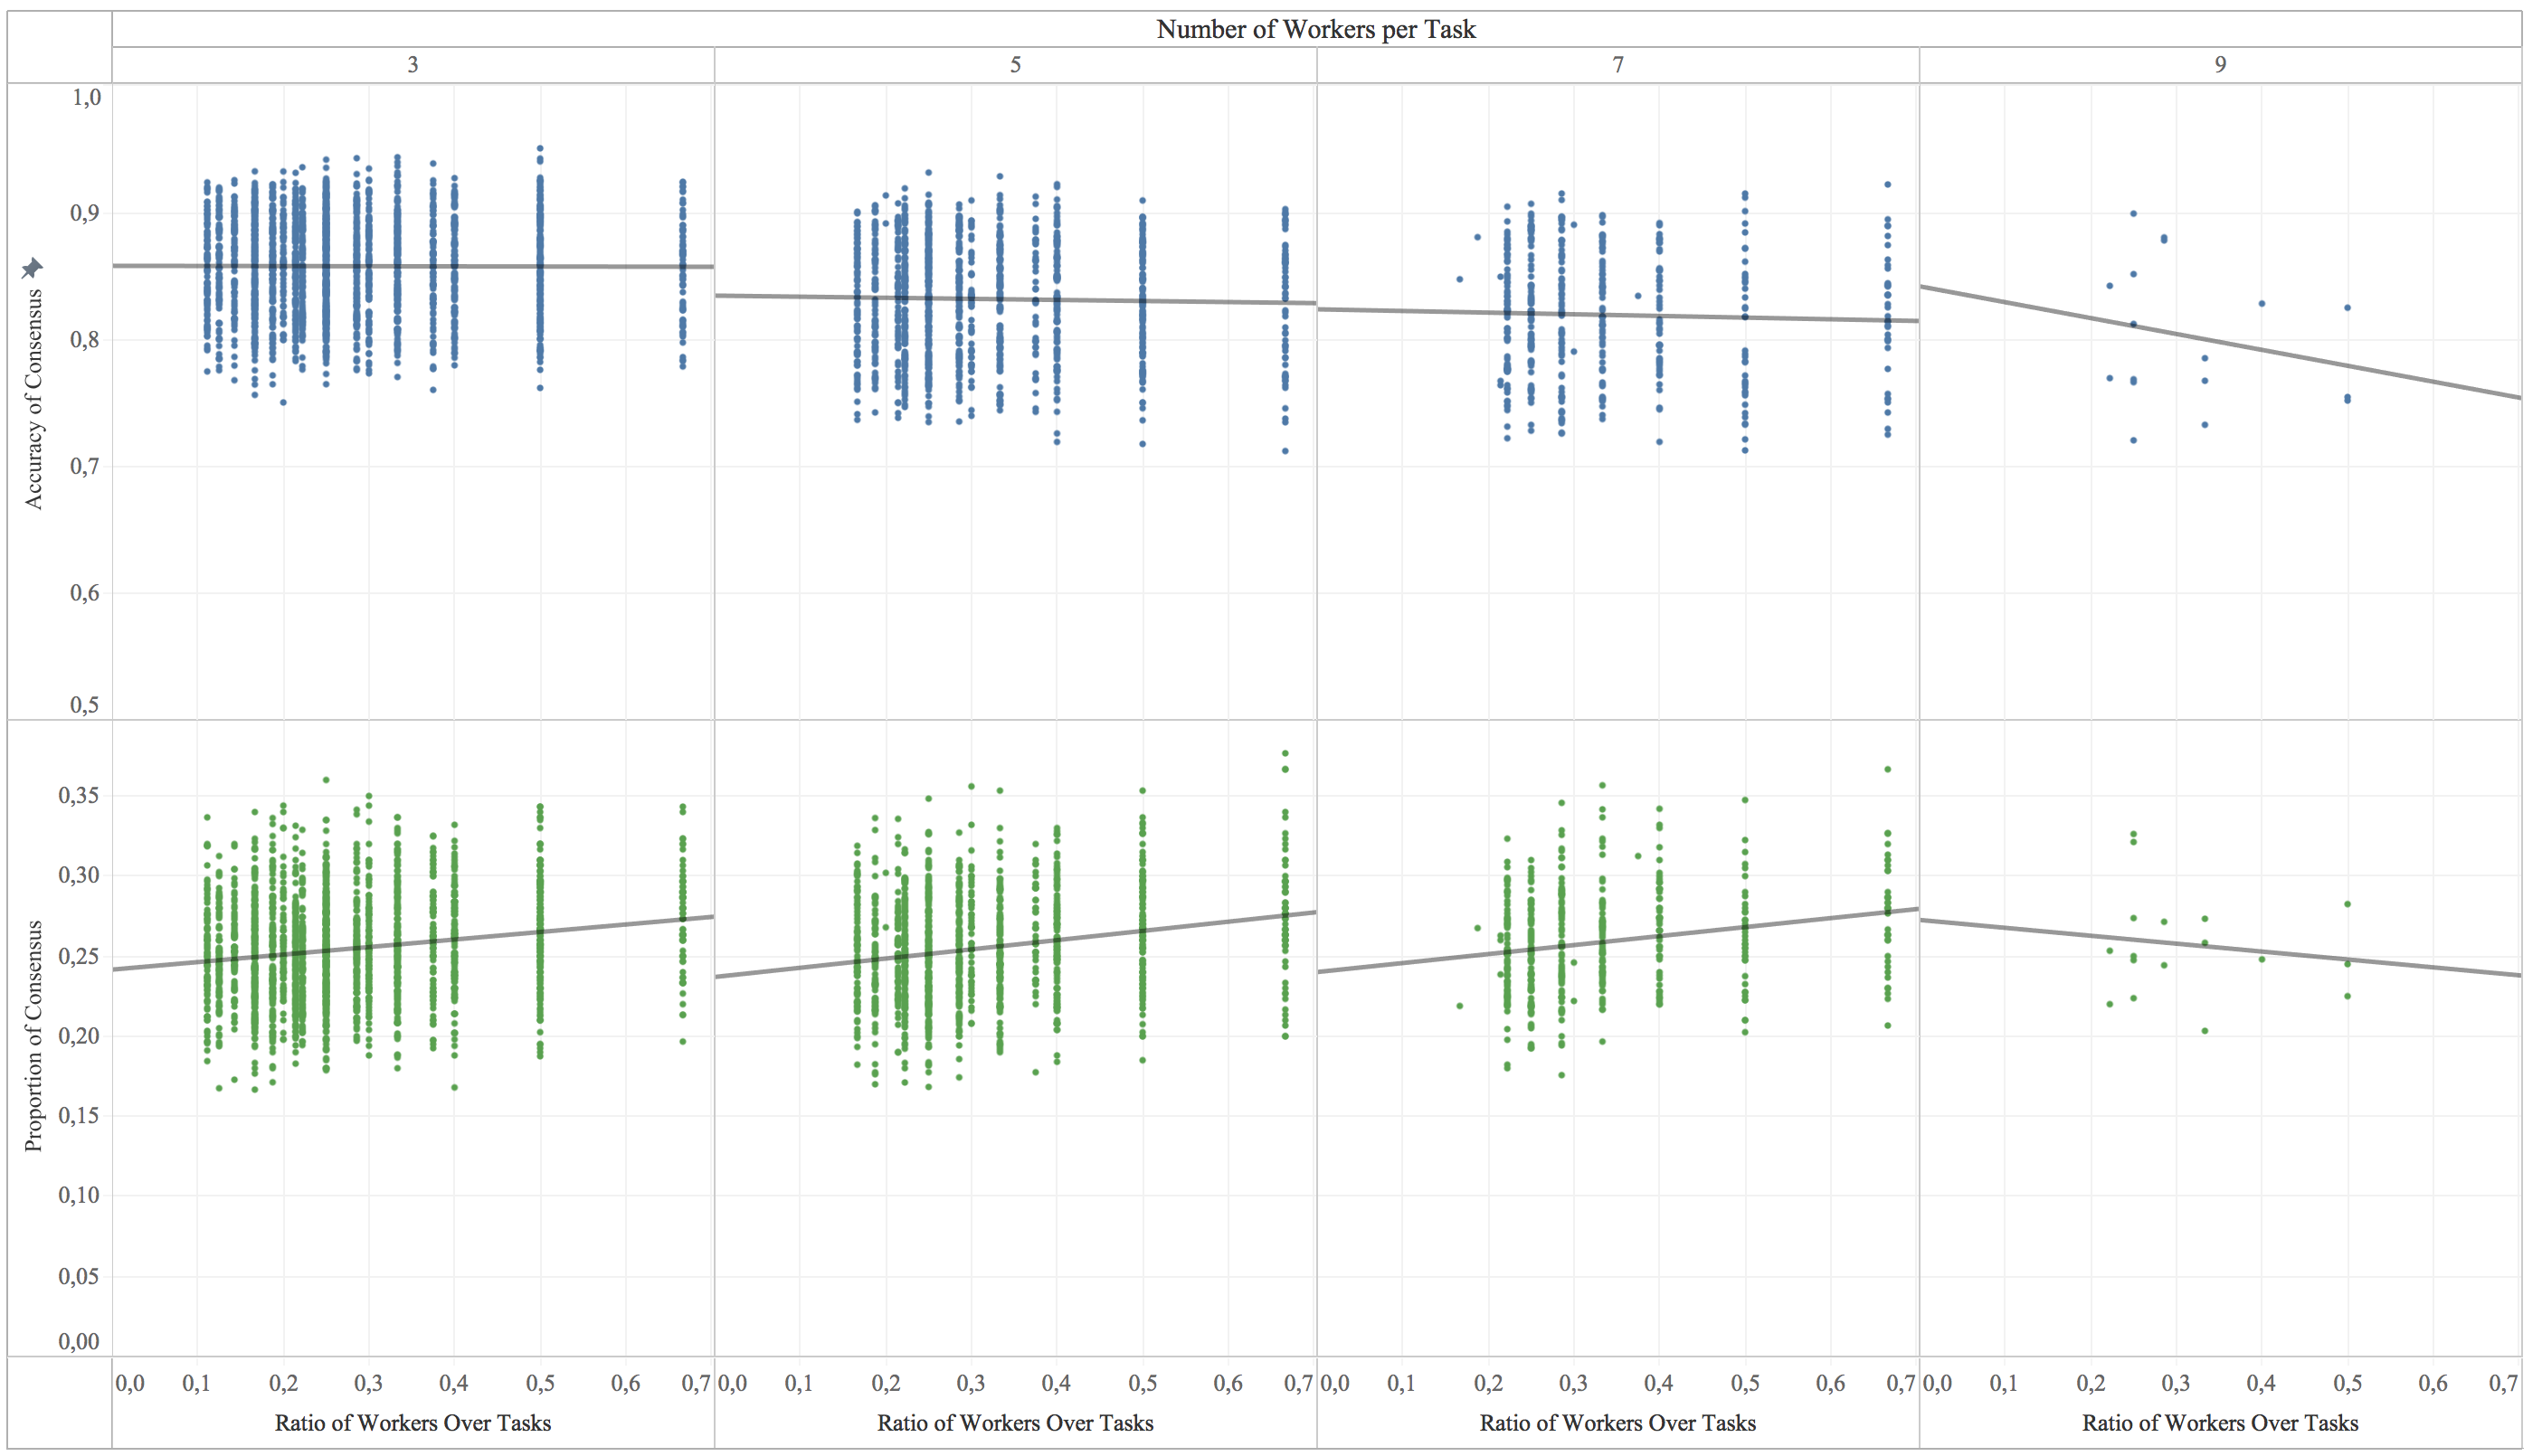 Number of Workers per Task
3 5 7 9
Accuracy of Consensus
1,0
0,9
0,8
0,7
0,6
0,5
Proportion of Consensus
0,35
0,30
0,25
0,20
0,15
0,10
0,05
0,00
0,0 0,1 0,2 0,3 0,4 0,5 0,6 0,7 0,0 0,1 0,2 0,3 0,4 0,5 0,6 0,7 0,0 0,1 0,2 0,3 0,4 0,5 0,6 0,7 0,0 0,1 0,2 0,3 0,4 0,5 0,6 0,7
Ratio of Workers Over Tasks Ratio of Workers Over Tasks Ratio of Workers Over Tasks Ratio of Workers Over Tasks